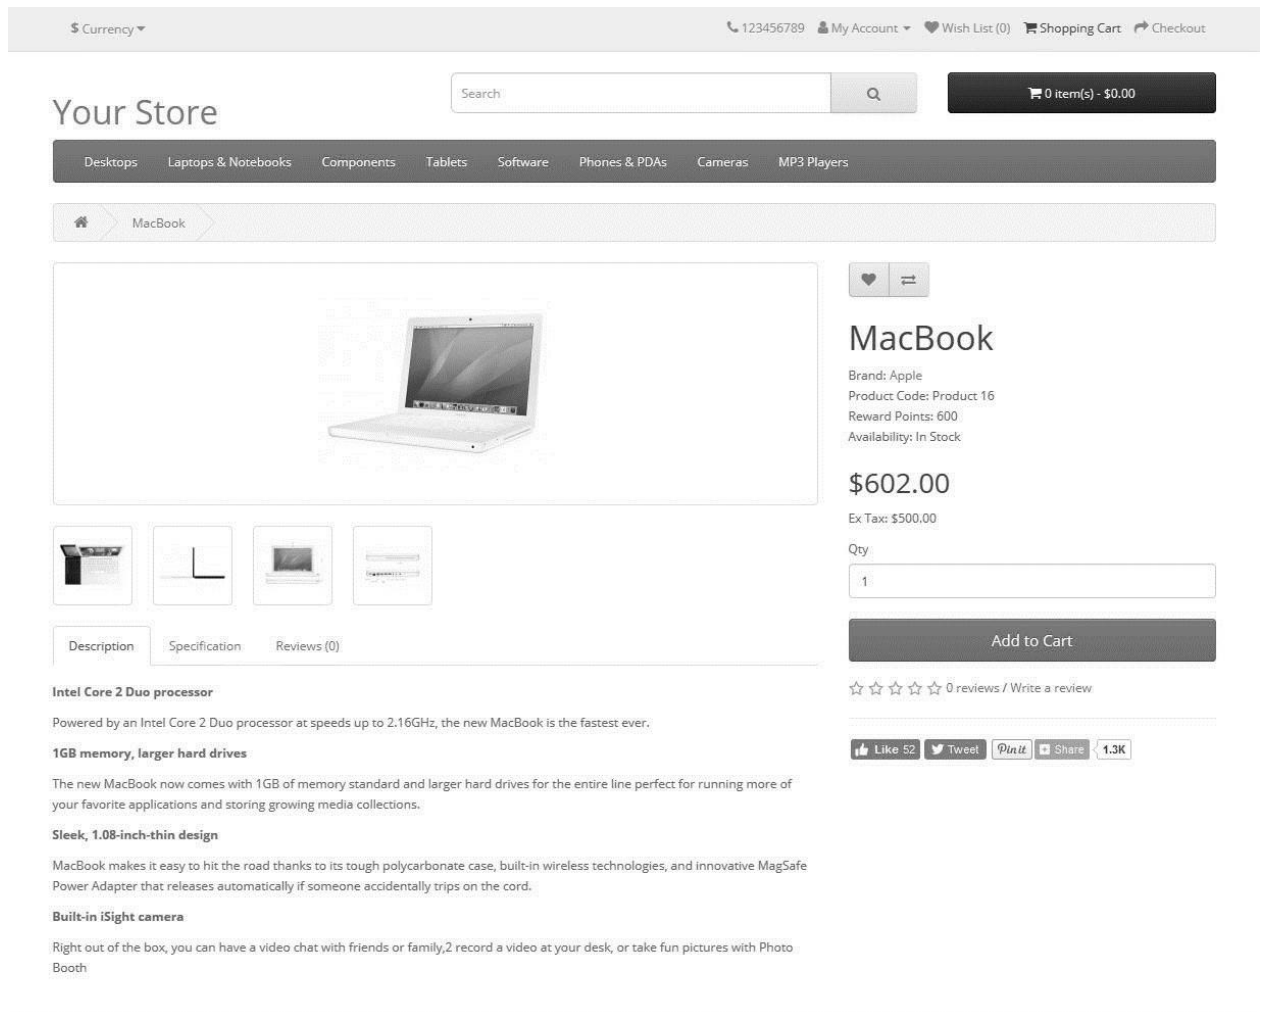 $ Currency
123456789 My Account Wish List (0) Shopping Cart Checkout
Your Store
Search
0 item(s) - $0.00
Desktops Laptops & Notebooks Components Tablets Software Phones & PDAs Cameras MP3 Players
MacBook
MacBook
Brand: Apple
Product Code: Product 16
Reward Points: 600
Availability: In Stock
$602.00
Ex Tax: $500.00
Qty
1
Add to Cart
0 reviews / Write a review
Like 52 Tweet Pin it Share 1.3K
Description Specification Reviews (0)
Intel Core 2 Duo processor
Powered by an Intel Core 2 Duo processor at speeds up to 2.16GHz, the new MacBook is the fastest ever.
1GB memory, larger hard drives
The new MacBook now comes with 1GB of memory standard and larger hard drives for the entire line perfect for running more of
your favorite applications and storing growing media collections.
Sleek, 1.08-inch-thin design
MacBook makes it easy to hit the road thanks to its tough polycarbonate case, built-in wireless technologies, and innovative MagSafe
Power Adapter that releases automatically if someone accidentally trips on the cord.
Built-in iSight camera
Right out of the box, you can have a video chat with friends or family,2 record a video at your desk, or take fun pictures with Photo
Booth